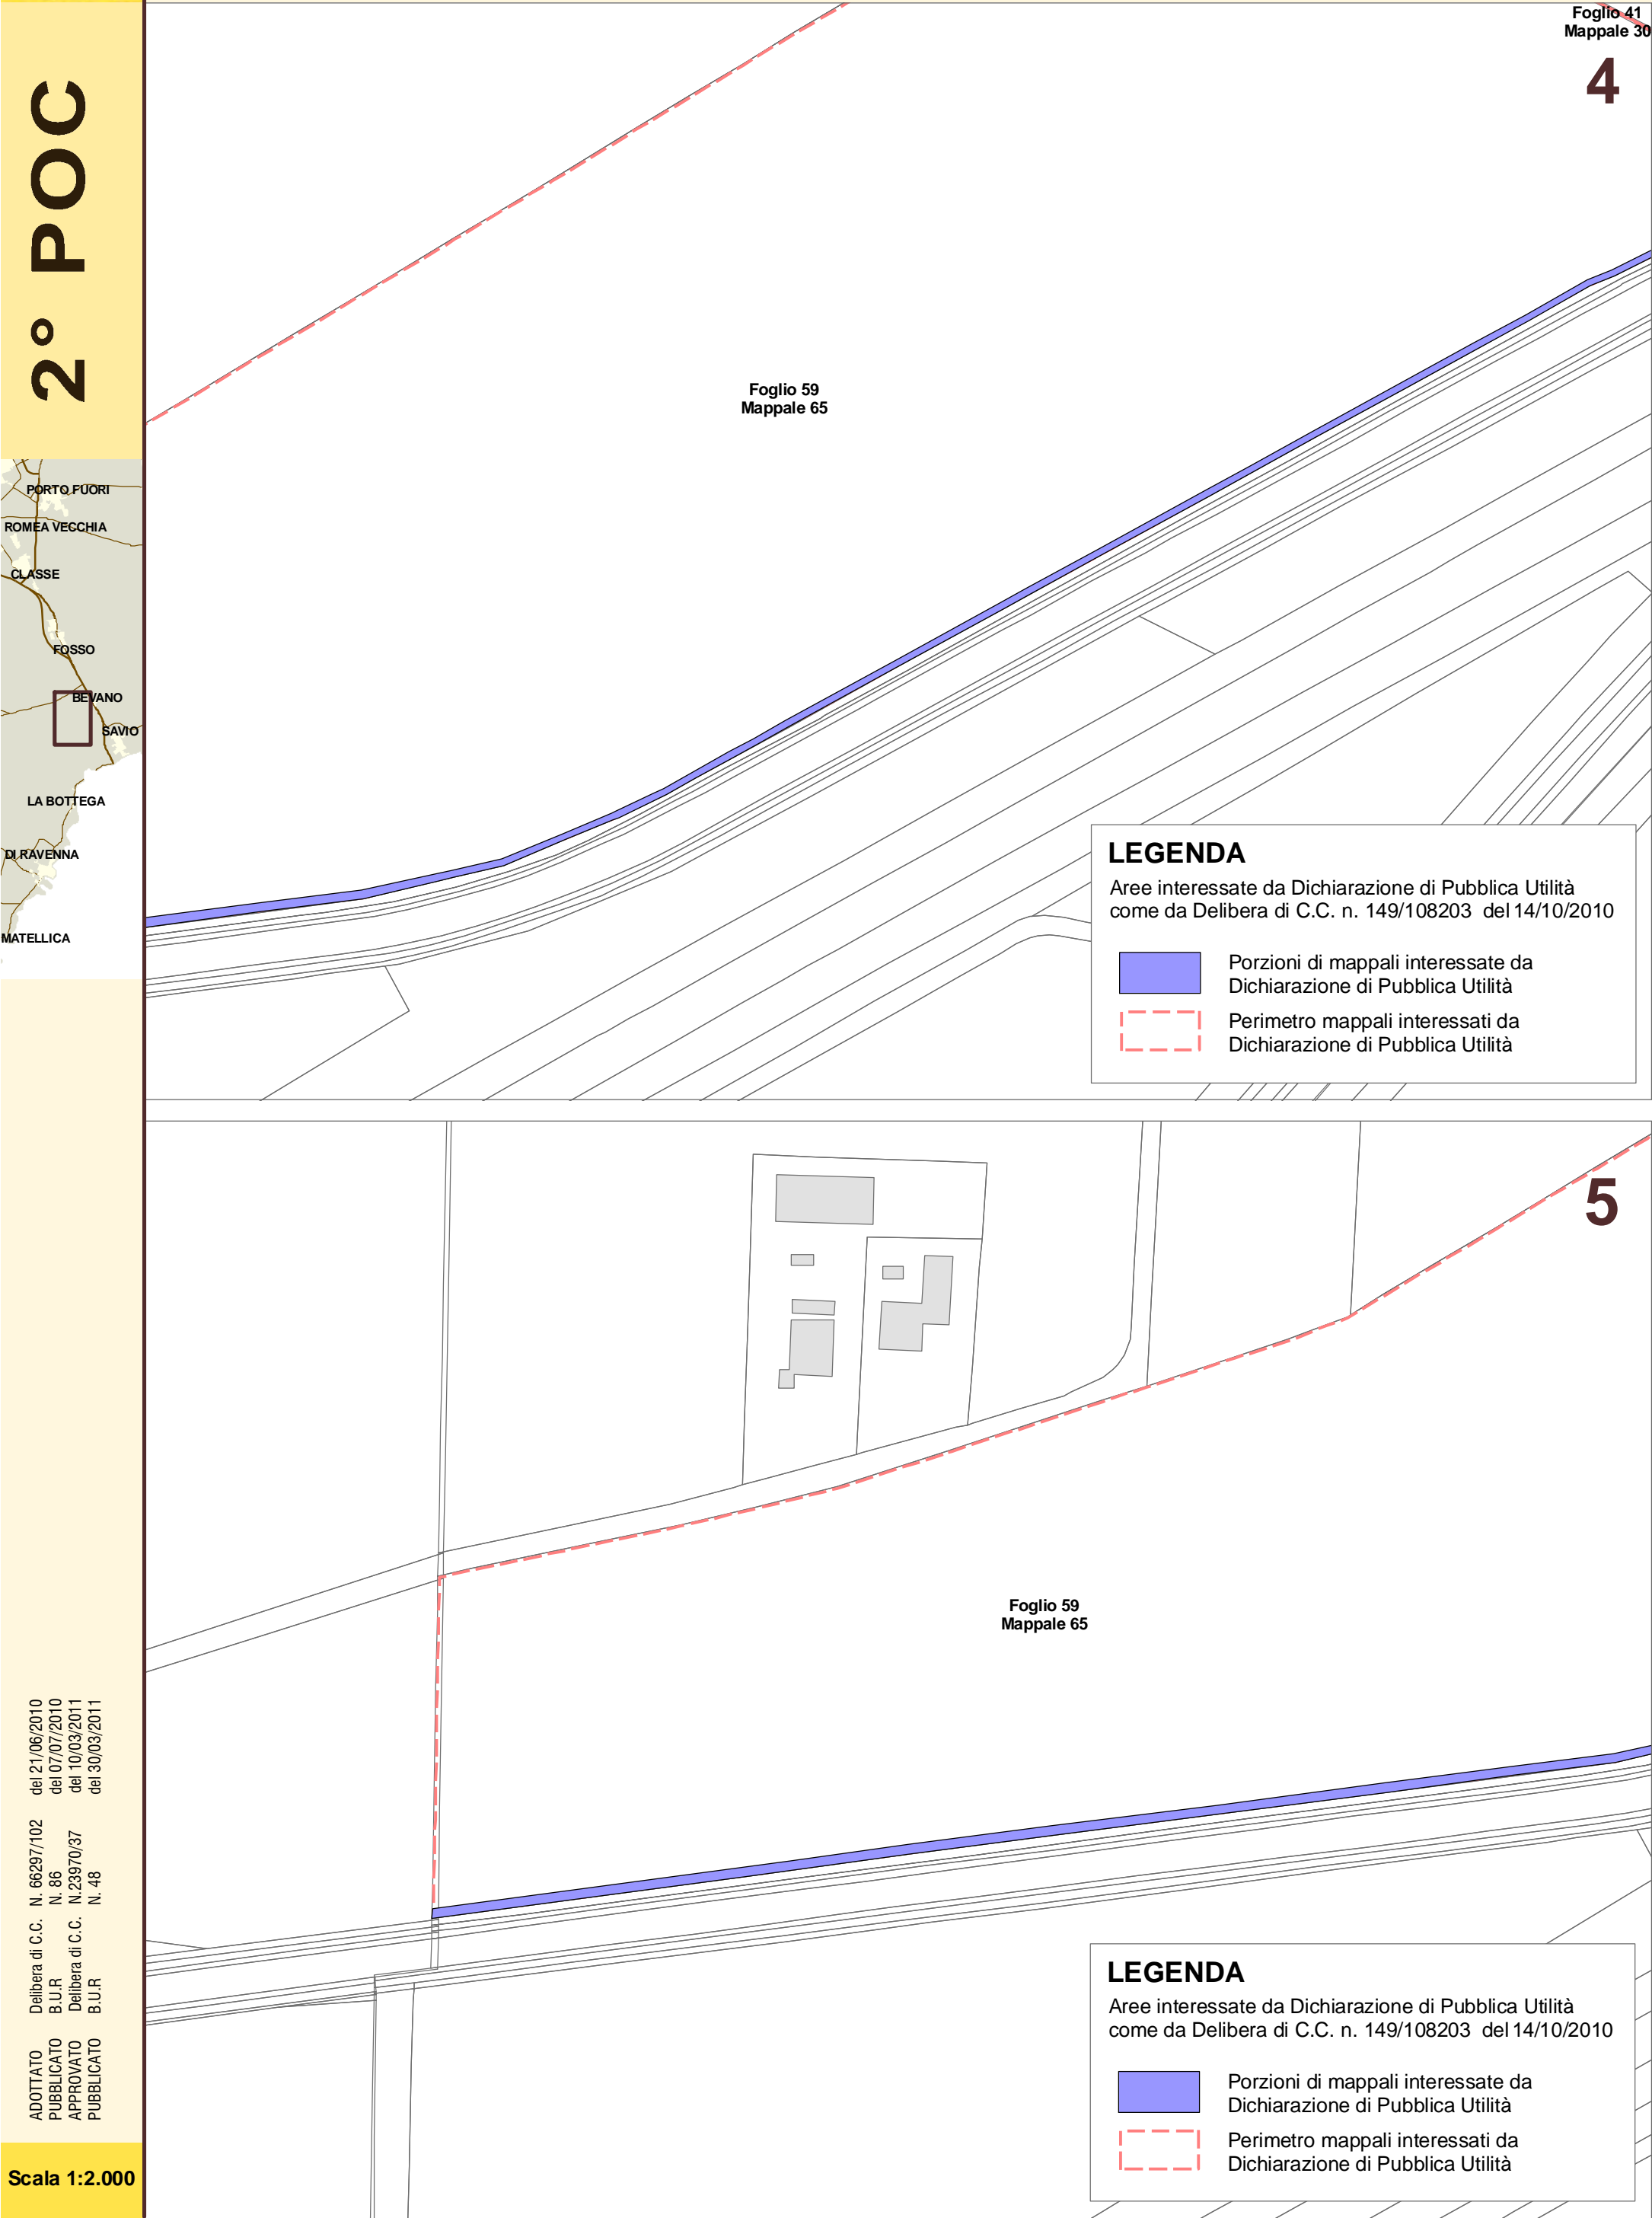 2° POC
PORTO FUORI
ROMEA VECCHIA
CLASSE
FOSSO
BEVANO
SAVIO
LA BOTTEGA
DI RAVENNA
MATELLICA
ADOTTATO Delibera di C.C. N. 66297/102 del 21/06/2010
PUBBLICATO B.U.R N. 86 del 07/07/2010
APPROVATO Delibera di C.C. N.23970/37 del 10/03/2011
PUBBLICATO B.U.R N. 48 del 30/03/2011
Scala 1:2.000
Foglio 41
Mappale 30
4
Foglio 59
Mappale 65
LEGENDA
Aree interessate da Dichiarazione di Pubblica Utilità
come da Delibera di C.C. n. 149/108203 del 14/10/2010
Porzioni di mappali interessate da
Dichiarazione di Pubblica Utilità
Perimetro mappali interessati da
Dichiarazione di Pubblica Utilità
5
Foglio 59
Mappale 65
LEGENDA
Aree interessate da Dichiarazione di Pubblica Utilità
come da Delibera di C.C. n. 149/108203 del 14/10/2010
Porzioni di mappali interessate da
Dichiarazione di Pubblica Utilità
Perimetro mappali interessati da
Dichiarazione di Pubblica Utilità